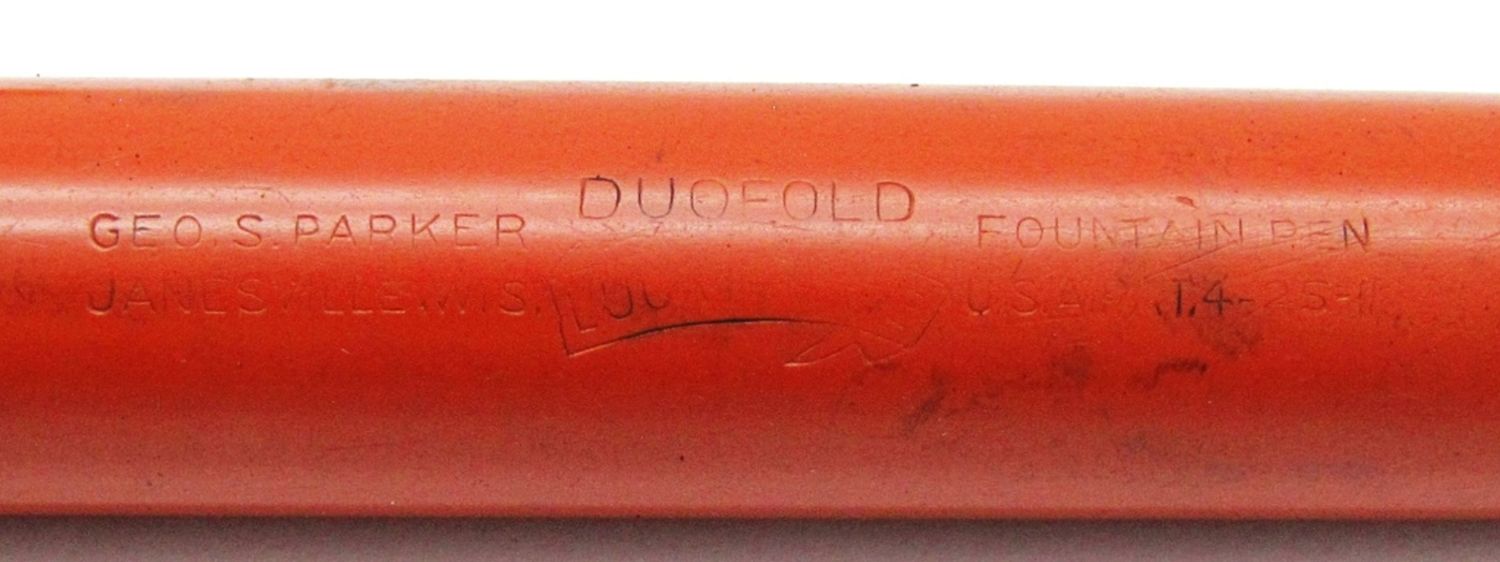 DUOFOLD
GEO. S. PARKER FOUNTAIN PEN
JANESVILLE. WIS. U.S.A.